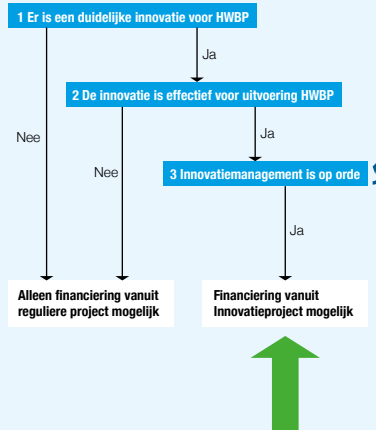 1 Er is een duidelijke innovatie voor HWBP
Ja
2 De innovatie is effectief voor uitvoering HWBP
Nee
Ja
Nee
3 Innovatiemanagement is op orde
Ja
Alleen financiering vanuit
reguliere project mogelijk
Financiering vanuit
Innovatieproject mogelijk